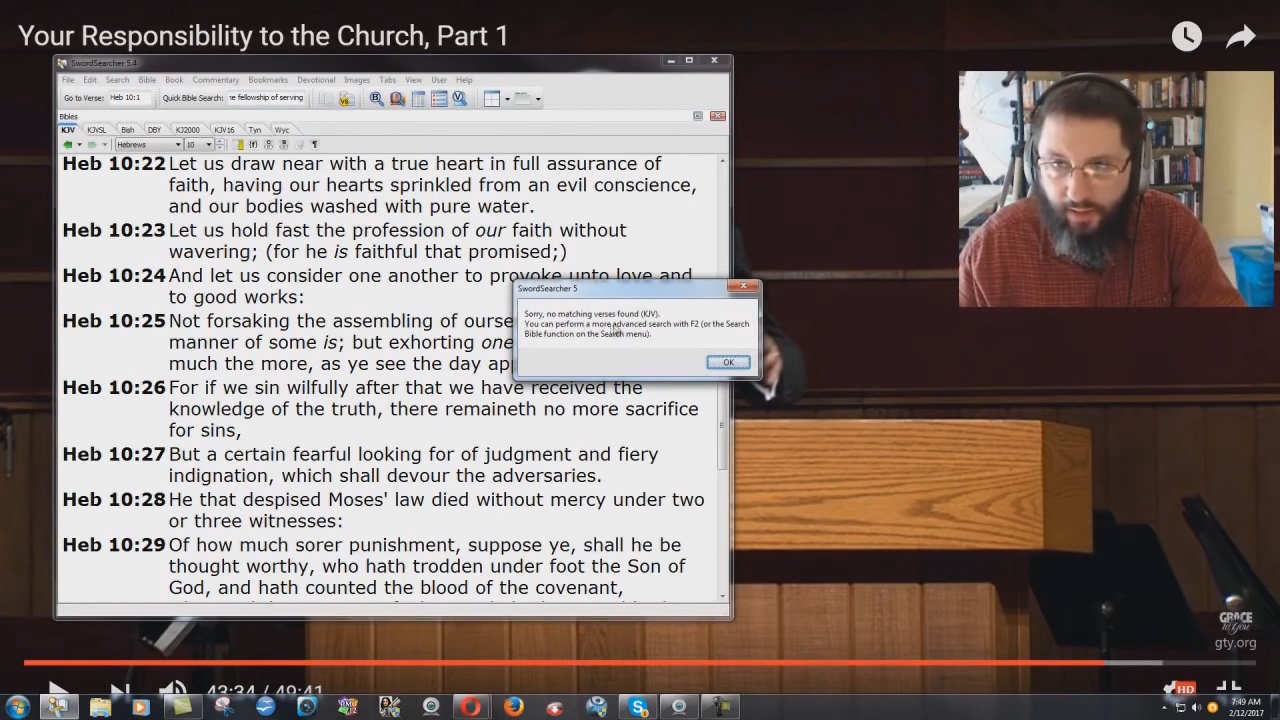 Your Responsibility to the Church, Part 1
SwordSearcher 5.4
File Edit Search Bible Book Commentary Bookmarks Devotional Images Tabs View User Help
Go to Verse: Heb 10:1 Quick Bible Search: he fellowship of serving
Bibles
KJV KJVSL Bish DBY KJ2000 KJV16 Tyn Wyc
Hebrews 10
Heb 10:22 Let us draw near with a true heart in full assurance of
faith, having our hearts sprinkled from an evil conscience,
and our bodies washed with pure water.
Heb 10:23 Let us hold fast the profession of our faith without
wavering; (for he is faithful that promised;)
Heb 10:24 And let us consider one another to provoke unto love and
to good works:
Heb 10:25 Not forsaking the assembling of ourse
manner of some is; but exhorting one
much the more, as ye see the day ap
Heb 10:26 For if we sin wilfully after that we have received the
knowledge of the truth, there remaineth no more sacrifice
for sins,
Heb 10:27 But a certain fearful looking for of judgment and fiery
indignation, which shall devour the adversaries.
Heb 10:28 He that despised Moses' law died without mercy under two
or three witnesses:
Heb 10:29 Of how much sorer punishment, suppose ye, shall he be
thought worthy, who hath trodden under foot the Son of
God, and hath counted the blood of the covenant,
SwordSearcher 5
Sorry, no matching verses found (KJV).
You can perform a more advanced search with F2 (or the Search
Bible function on the Search menu).
OK
GRACE
to You
gty.org
43:34 / 49:41
HD
7:49 AM
2/12/2017